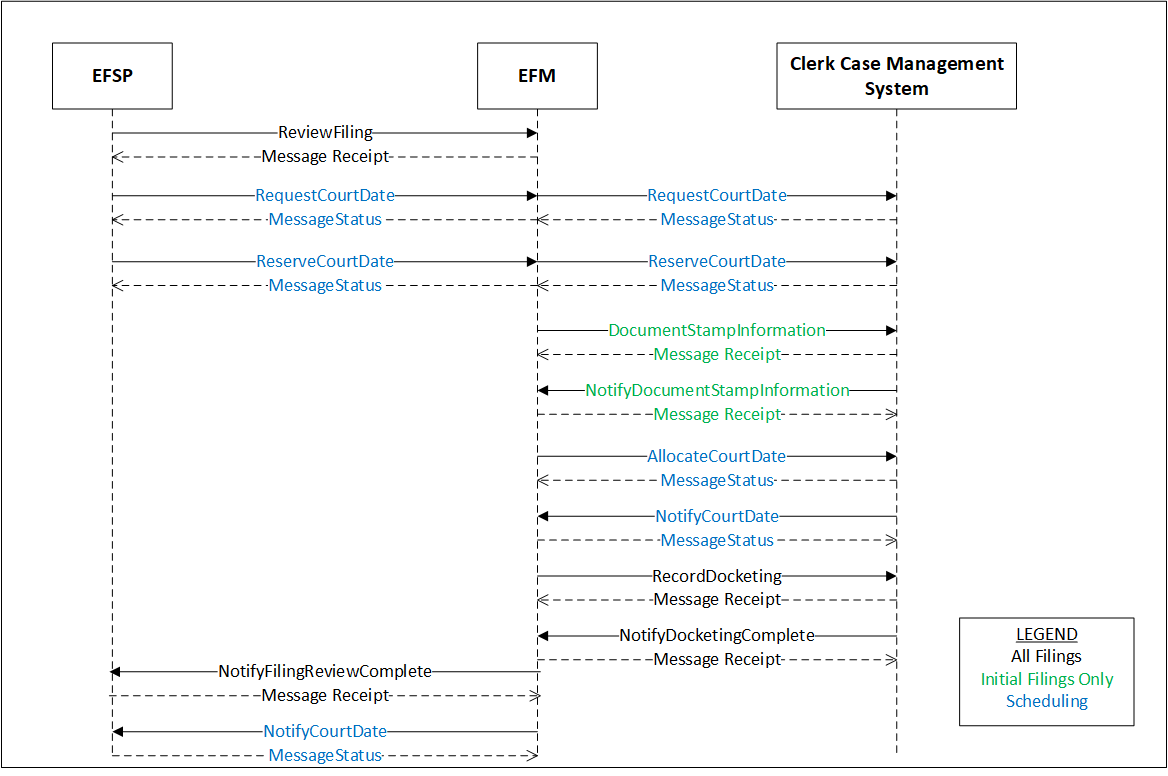 EFSP
EFM
Clerk Case Management
System
ReviewFiling
Message Receipt
RequestCourtDate
RequestCourtDate
MessageStatus
MessageStatus
ReserveCourtDate
ReserveCourtDate
MessageStatus
MessageStatus
DocumentStampInformation
Message Receipt
NotifyDocumentStampInformation
Message Receipt
AllocateCourtDate
MessageStatus
NotifyCourtDate
MessageStatus
RecordDocketing
Message Receipt
NotifyDocketingComplete
Message Receipt
NotifyFilingReviewComplete
Message Receipt
NotifyCourtDate
MessageStatus
LEGEND
All Filings
Initial Filings Only
Scheduling